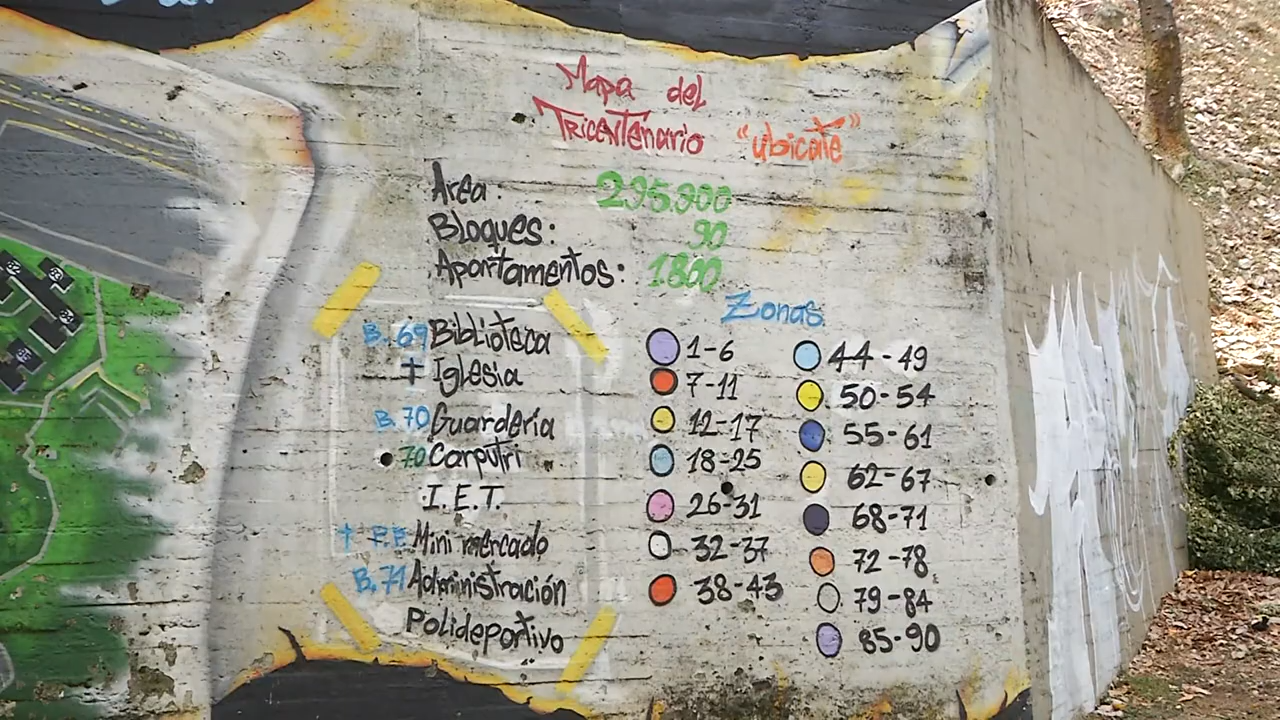 Mapa del
Tricentenario "ubicate"
Area: 295.900
Bloques: 90
Apartamentos: 1800
B. 69 Biblioteca
† Iglesia
B. 70 Guarderia
70 Carputri
I.E.T.
Mini mercado
B. 71 Administración
Polideportivo
Zonas
1-6
7-11
12-17
18-25
26-31
32-37
38-43
44-49
50-54
55-61
62-67
68-71
72-78
79-84
85-90